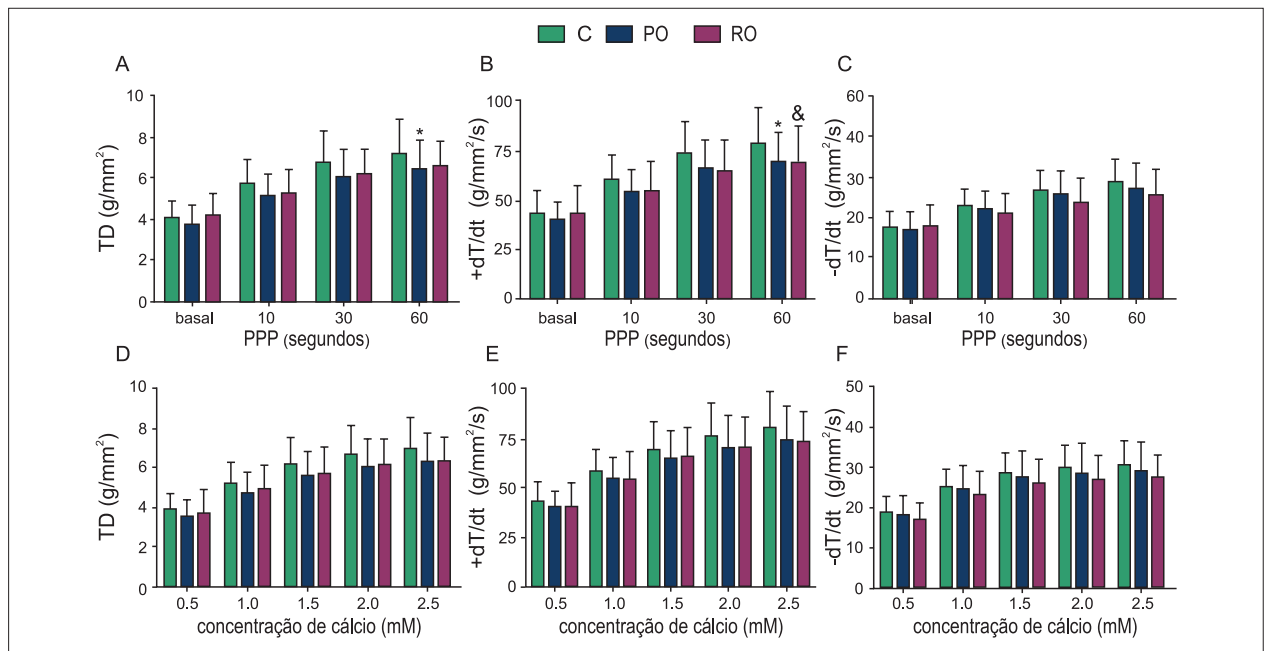 C PO RO
A
B
C
TD (g/mm²)
10
8
6
4
2
0
basal 10 30 60
*
PPP (segundos)
+dT/dt (g/mm²/s)
100
75
50
25
0
basal 10 30 60
* &
PPP (segundos)
-dT/dt (g/mm²/s)
60
50
40
30
20
10
0
basal 10 30 60
PPP (segundos)
D
E
F
TD (g/mm²)
10
8
6
4
2
0
0.5 1.0 1.5 2.0 2.5
concentração de cálcio (mM)
+dT/dt (g/mm²/s)
100
75
50
25
0
0.5 1.0 1.5 2.0 2.5
concentração de cálcio (mM)
-dT/dt (g/mm²/s)
50
40
30
20
10
0
0.5 1.0 1.5 2.0 2.5
concentração de cálcio (mM)